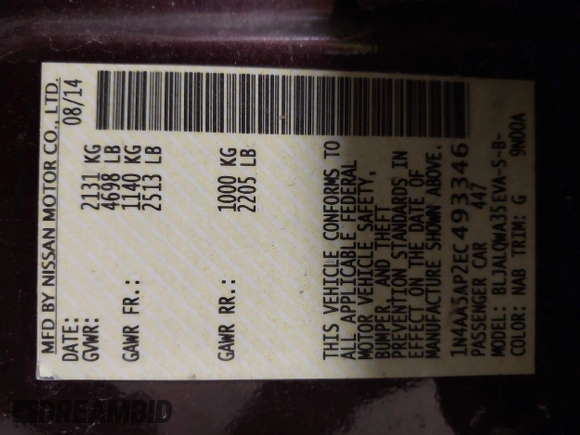 MFD BY NISSAN MOTOR CO., LTD.
DATE: 08/14
GVWR: 2131 KG
4698 LB
GAWR FR.: 1140 KG
2513 LB
GAWR RR.: 1000 KG
2205 LB
THIS VEHICLE CONFORMS TO
ALL APPLICABLE FEDERAL
MOTOR VEHICLE SAFETY,
BUMPER, AND THEFT
PREVENTION STANDARDS IN
EFFECT ON THE DATE OF
MANUFACTURE SHOWN ABOVE.
1N4AA5AP2EC493346
PASSENGER CAR 447
MODEL: BLJALQWA35EVA-S-B-
COLOR: NAB TRIM: G 9N00A
DREAMBID